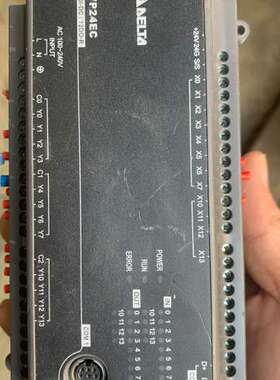 DELTA
P24EC
AC 100~240V
INPUT
L N
C0 Y0 Y1 Y2 Y3 C1 Y4 Y5 Y6 Y7 C2 Y10 Y11 Y12 Y13
+24V 24G S/S X0 X1 X2 X3 X4 X5 X6 X7 X10 X11 X12 X13
POWER
RUN
ERROR
IN
0 1 2 3 4 5 6 7
10 11 12 13
OUT
0 1 2 3 4 5 6 7
10 11 12 13
COM1
D+